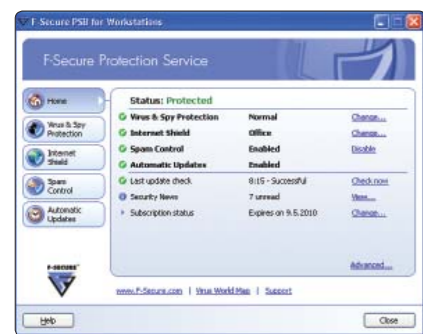 F-Secure PSB for Workstations
F-Secure Protection Service
Home
Virus & Spy
Protection
Internet
Shield
Spam
Control
Automatic
Updates
F-SECURE
Status: Protected
Virus & Spy Protection Normal Change...
Internet Shield Office Change...
Spam Control Enabled Disable
Automatic Updates Enabled
Last update check 8:15 - Successful Check now
Security News 7 unread View...
Subscription status Expires on 9.5.2010 Change...
Advanced...
www.F-Secure.com | Virus World Map | Support
Help Close